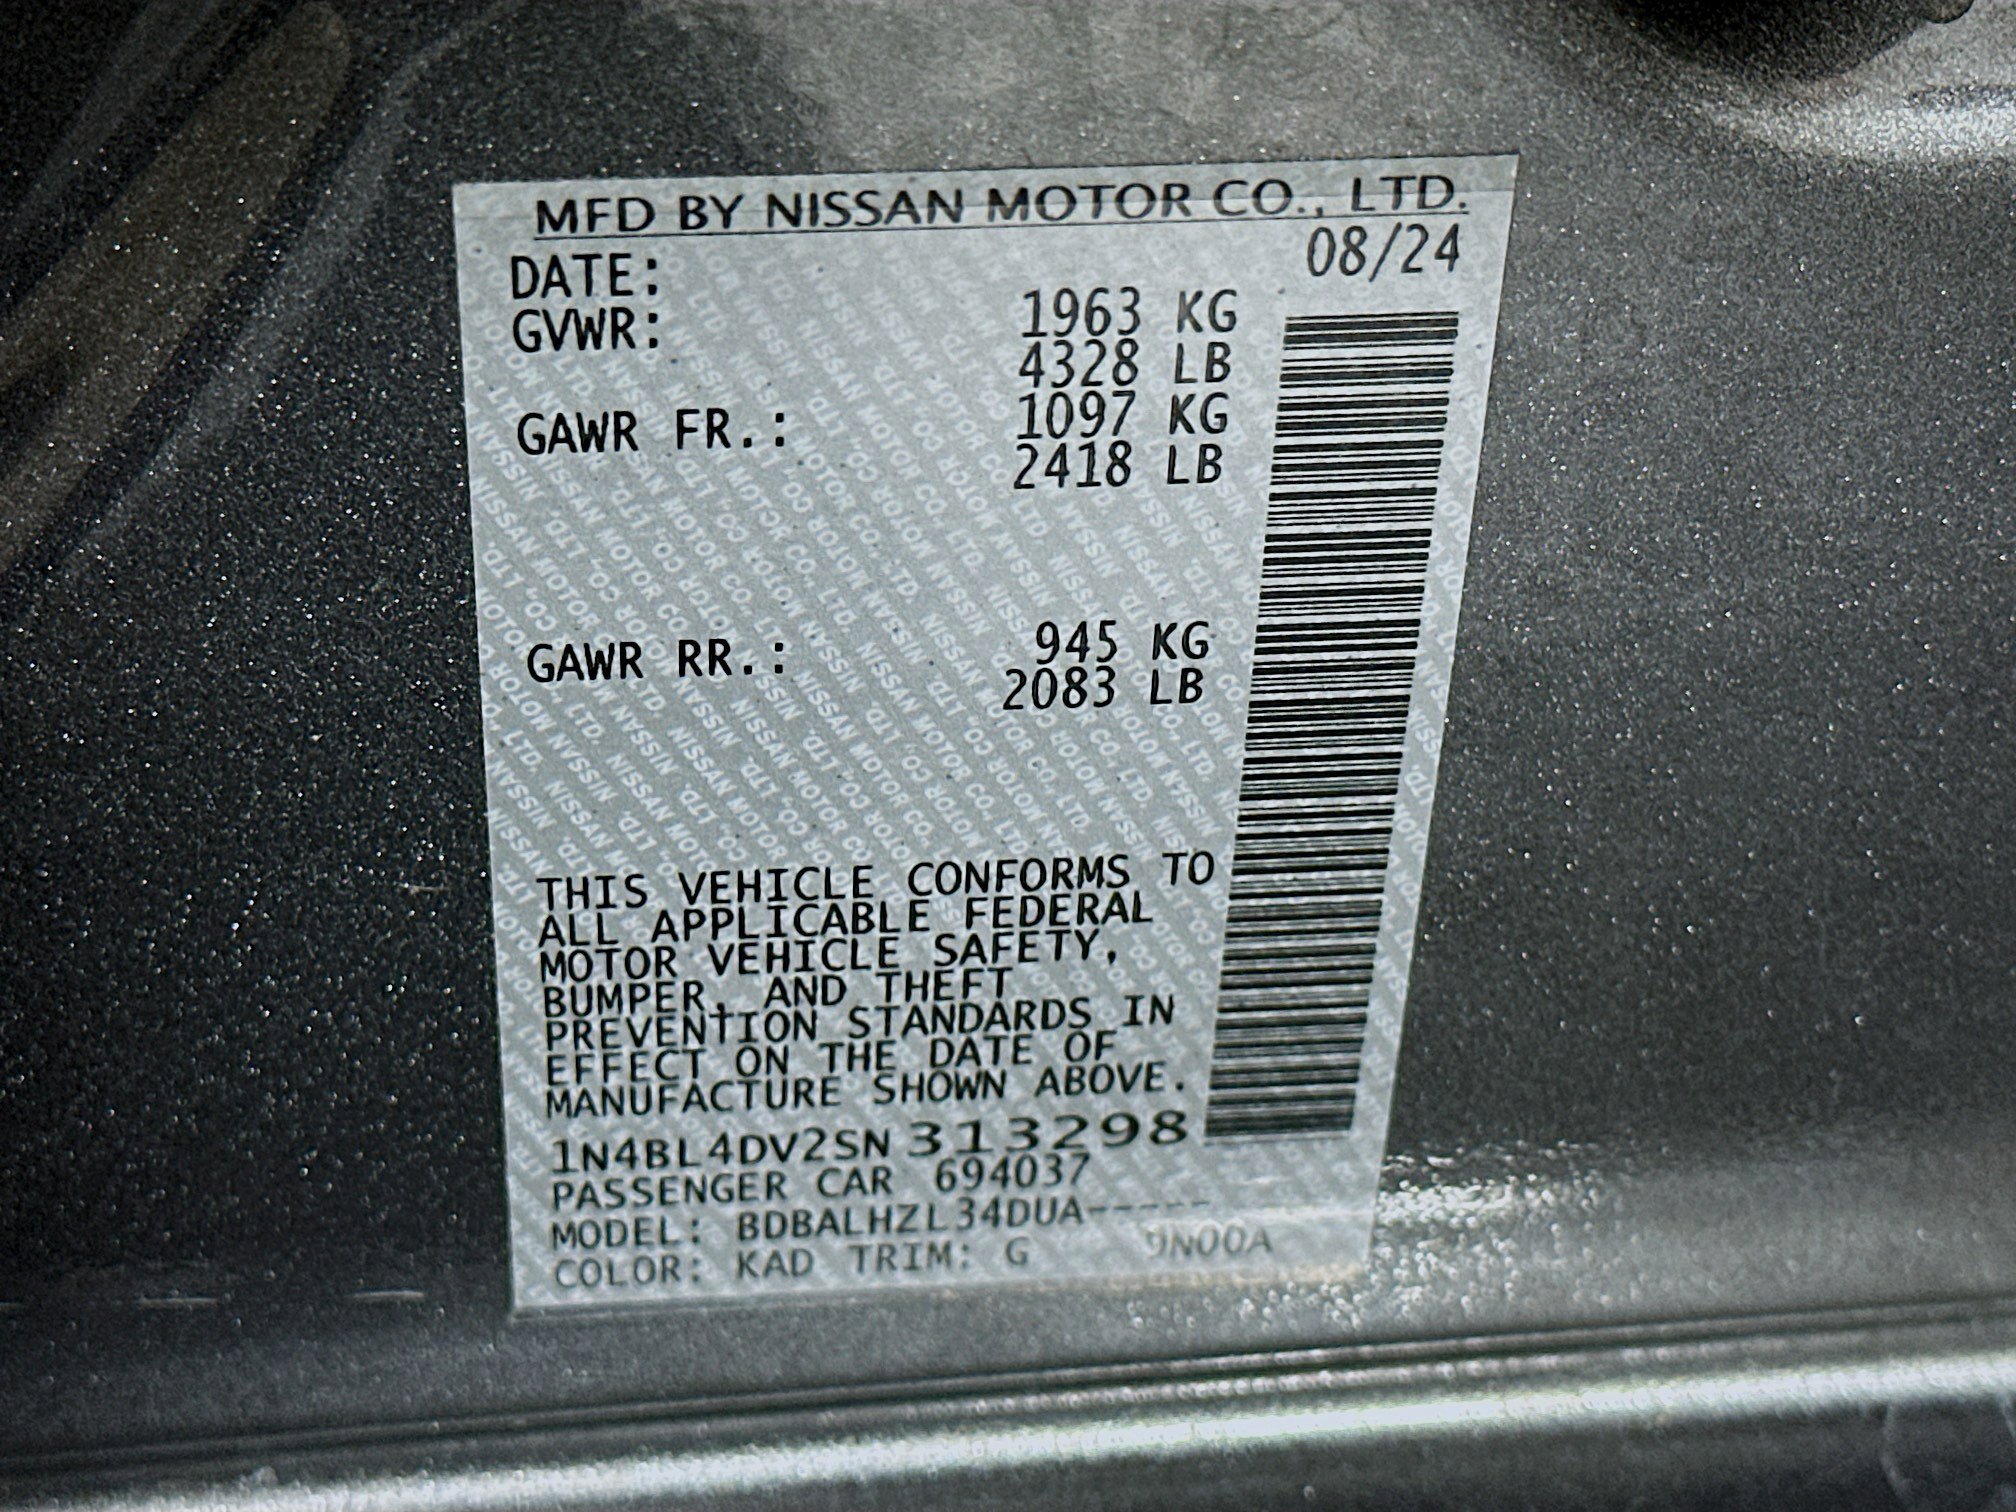 MFD BY NISSAN MOTOR CO., LTD.
DATE: 08/24
GVWR: 1963 KG
4328 LB
GAWR FR.: 1097 KG
2418 LB
GAWR RR.: 945 KG
2083 LB
THIS VEHICLE CONFORMS TO
ALL APPLICABLE FEDERAL
MOTOR VEHICLE SAFETY,
BUMPER, AND THEFT
PREVENTION STANDARDS IN
EFFECT ON THE DATE OF
MANUFACTURE SHOWN ABOVE.
1N4BL4DV2SN 313298
PASSENGER CAR 694037
MODEL: BDBALHZL34DUA-----
COLOR: KAD TRIM: G 9N00A